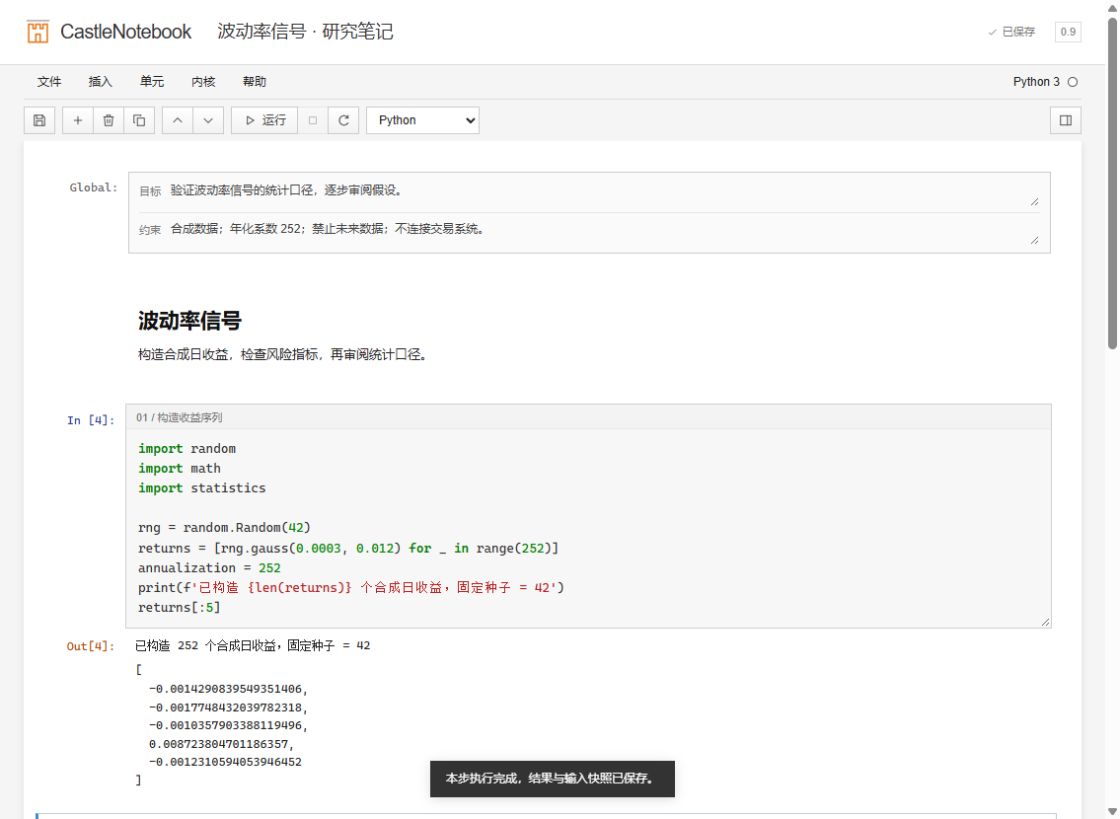 CastleNotebook 波动率信号 · 研究笔记 已保存 0.9
文件 插入 单元 内核 帮助 Python 3
运行 Python
Global:
目标 验证波动率信号的统计口径，逐步审阅假设。
约束 合成数据；年化系数 252；禁止未来数据；不连接交易系统。
波动率信号
构造合成日收益，检查风险指标，再审阅统计口径。
In [4]:
01 / 构造收益序列
import random
import math
import statistics
rng = random.Random(42)
returns = [rng.gauss(0.0003, 0.012) for _ in range(252)]
annualization = 252
print(f'已构造 {len(returns)} 个合成日收益，固定种子 = 42')
returns[:5]
Out[4]:
已构造 252 个合成日收益，固定种子 = 42
[
-0.0014290839549351406,
-0.0017748432039782318,
-0.0010357903388119496,
0.008723804701186357,
-0.0012310594053946452
]
本步执行完成，结果与输入快照已保存。